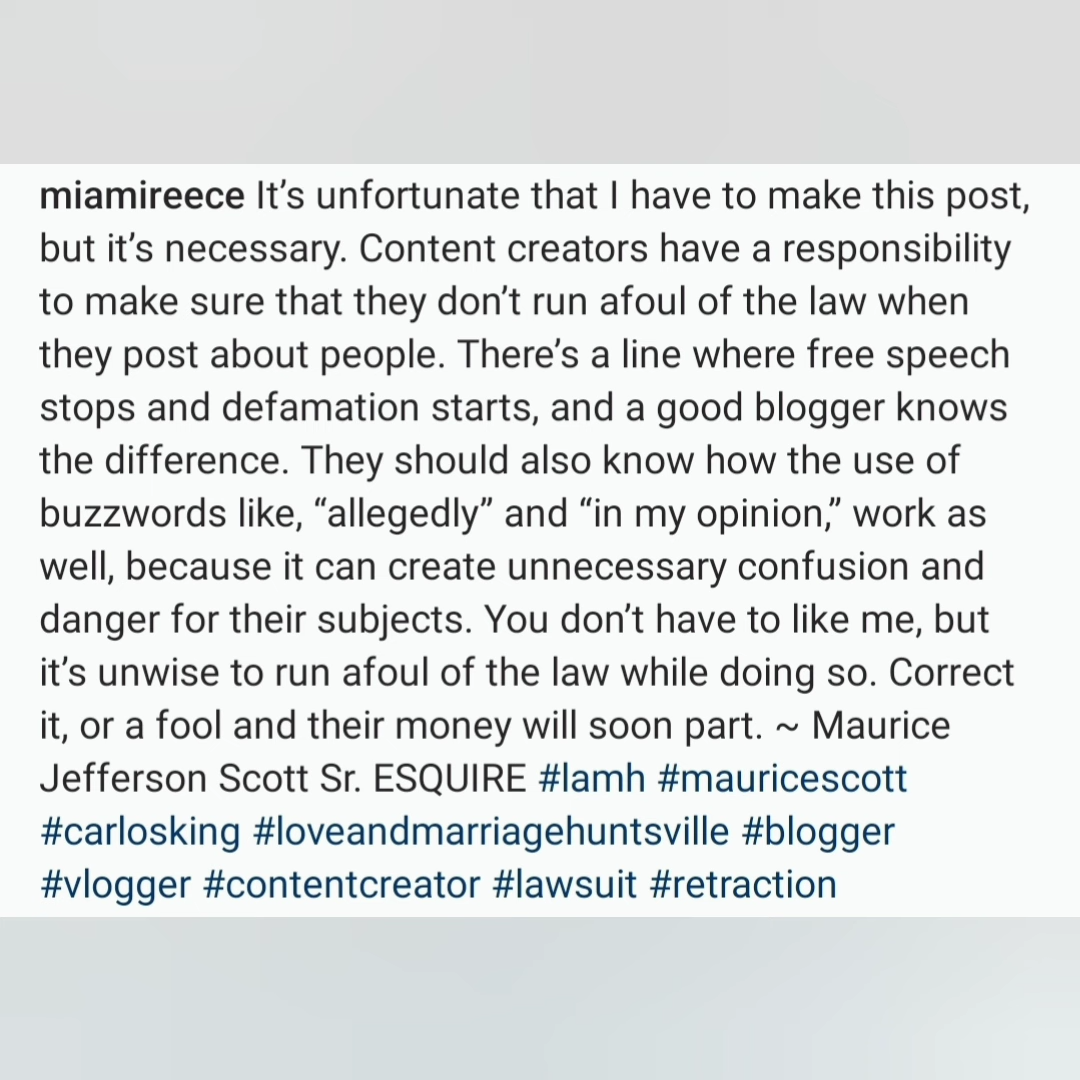 miamireece It’s unfortunate that I have to make this post,
but it’s necessary. Content creators have a responsibility
to make sure that they don’t run afoul of the law when
they post about people. There’s a line where free speech
stops and defamation starts, and a good blogger knows
the difference. They should also know how the use of
buzzwords like, “allegedly” and “in my opinion,” work as
well, because it can create unnecessary confusion and
danger for their subjects. You don’t have to like me, but
it’s unwise to run afoul of the law while doing so. Correct
it, or a fool and their money will soon part. ~ Maurice
Jefferson Scott Sr. ESQUIRE #lamh #mauricescott
#carlosking #loveandmarriagehuntsville #blogger
#vlogger #contentcreator #lawsuit #retraction